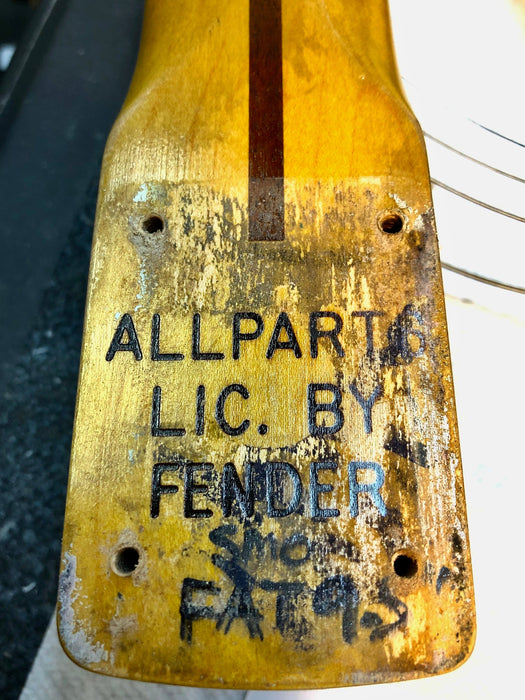 ALLPARTS
LIC. BY
FENDER
SMO
FAT 9.5"